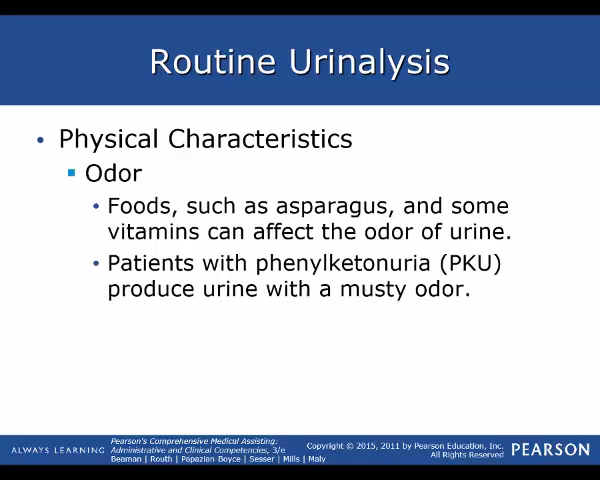 Routine Urinalysis
• Physical Characteristics
▪ Odor
• Foods, such as asparagus, and some
vitamins can affect the odor of urine.
• Patients with phenylketonuria (PKU)
produce urine with a musty odor.
ALWAYS LEARNING
Pearson's Comprehensive Medical Assisting:
Administrative and Clinical Competencies, 3/e
Beaman | Routh | Papazian-Boyce | Sesser | Mills | Maly
Copyright © 2015, 2011 by Pearson Education, Inc.
All Rights Reserved
PEARSON